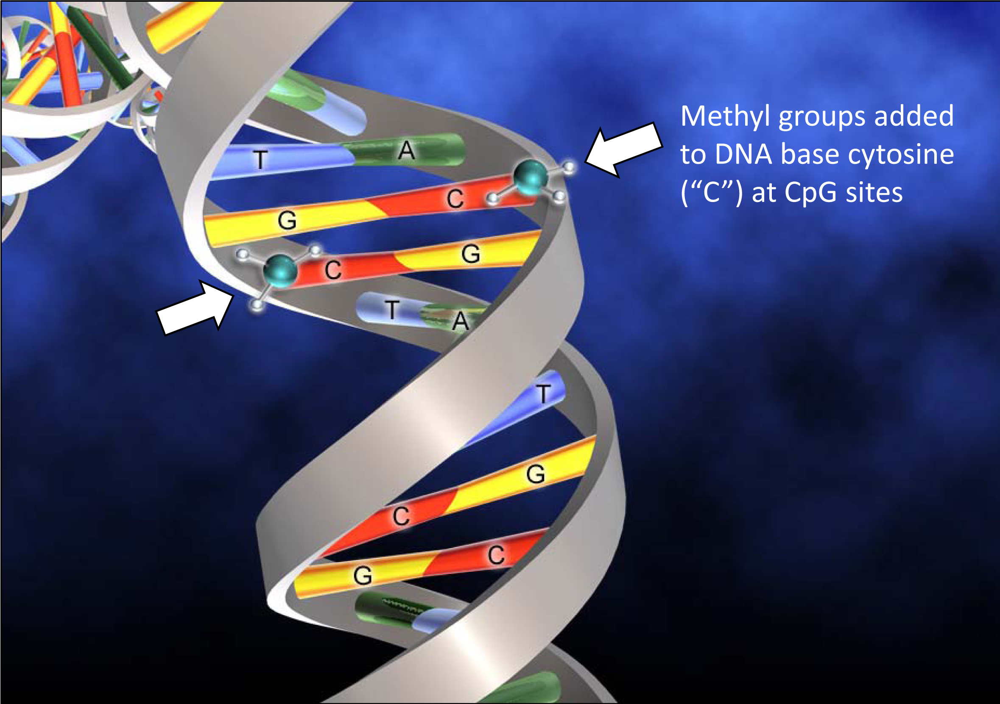 Methyl groups added
to DNA base cytosine
(“C”) at CpG sites
T A
G C
C G
T A
T
G
C
C
G